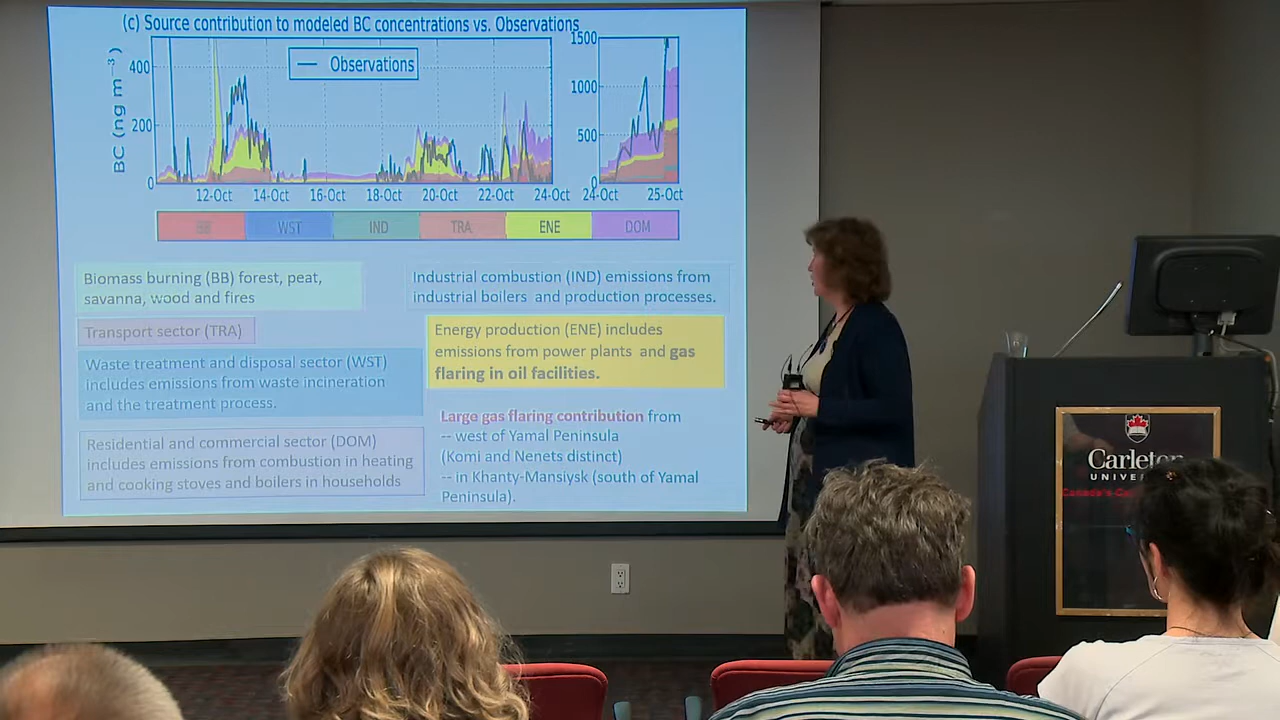 (c) Source contribution to modeled BC concentrations vs. Observations
BC (ng m⁻³)
400
200
0
Observations
12-Oct 14-Oct 16-Oct 18-Oct 20-Oct 22-Oct 24-Oct
1500
1000
500
0
24-Oct 25-Oct
BB WST IND TRA ENE DOM
Biomass burning (BB) forest, peat,
savanna, wood and fires
Transport sector (TRA)
Waste treatment and disposal sector (WST)
includes emissions from waste incineration
and the treatment process.
Residential and commercial sector (DOM)
includes emissions from combustion in heating
and cooking stoves and boilers in households
Industrial combustion (IND) emissions from
industrial boilers and production processes.
Energy production (ENE) includes
emissions from power plants and gas
flaring in oil facilities.
Large gas flaring contribution from
-- west of Yamal Peninsula
(Komi and Nenets distinct)
-- in Khanty-Mansiysk (south of Yamal
Peninsula).
Carleton
UNIVE
Canada's